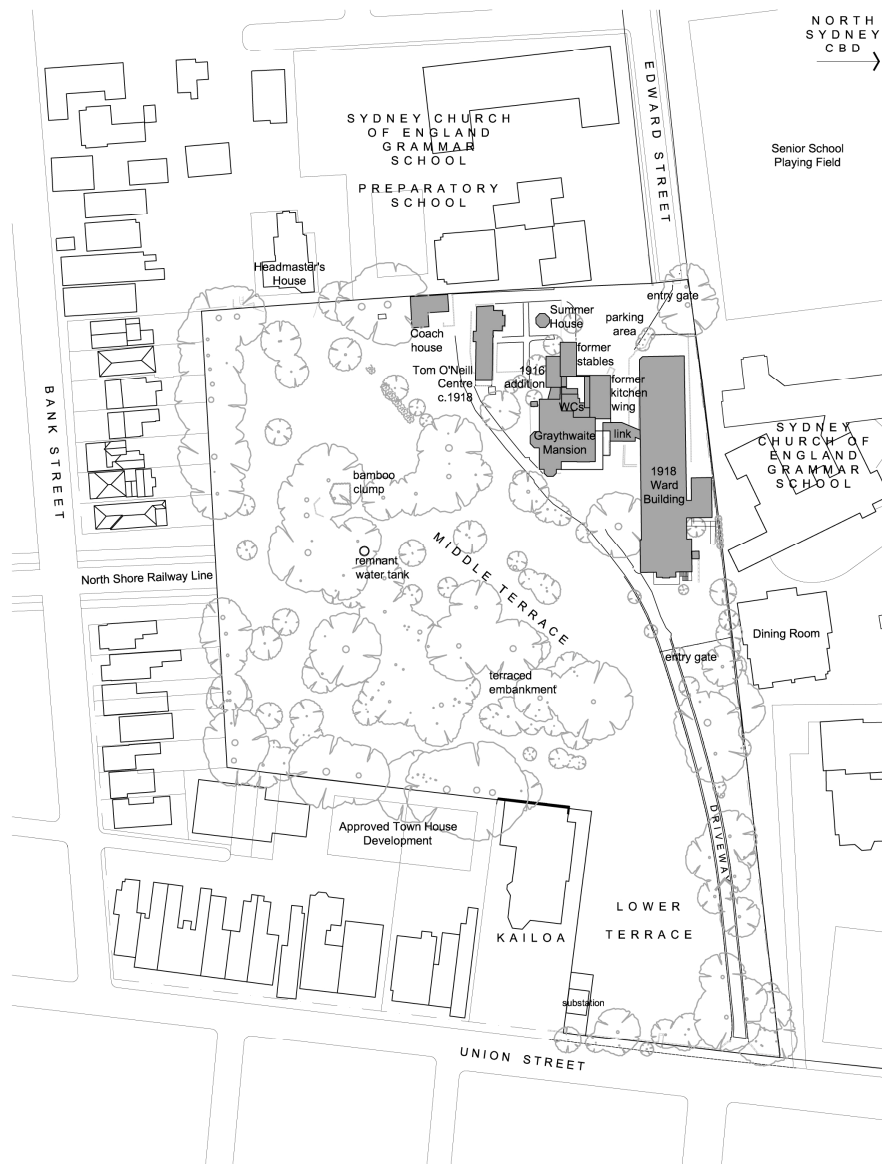 NORTH
SYDNEY
CBD
EDWARD STREET
SYDNEY CHURCH
OF ENGLAND
GRAMMAR
SCHOOL
PREPARATORY
SCHOOL
Senior School
Playing Field
Headmaster's
House
entry gate
Summer
House
parking
area
Coach
house
former
stables
Tom O'Neill
Centre
c.1918
1916
addition
former
kitchen
wing
WCs
BANK STREET
Graythwaite
Mansion
link
SYDNEY
CHURCH OF
ENGLAND
GRAMMAR
SCHOOL
1918
Ward
Building
bamboo
clump
MIDDLE TERRACE
remnant
water tank
North Shore Railway Line
Dining Room
entry gate
terraced
embankment
Approved Town House
Development
DRIVEWAY
LOWER
TERRACE
KAILOA
substation
UNION STREET